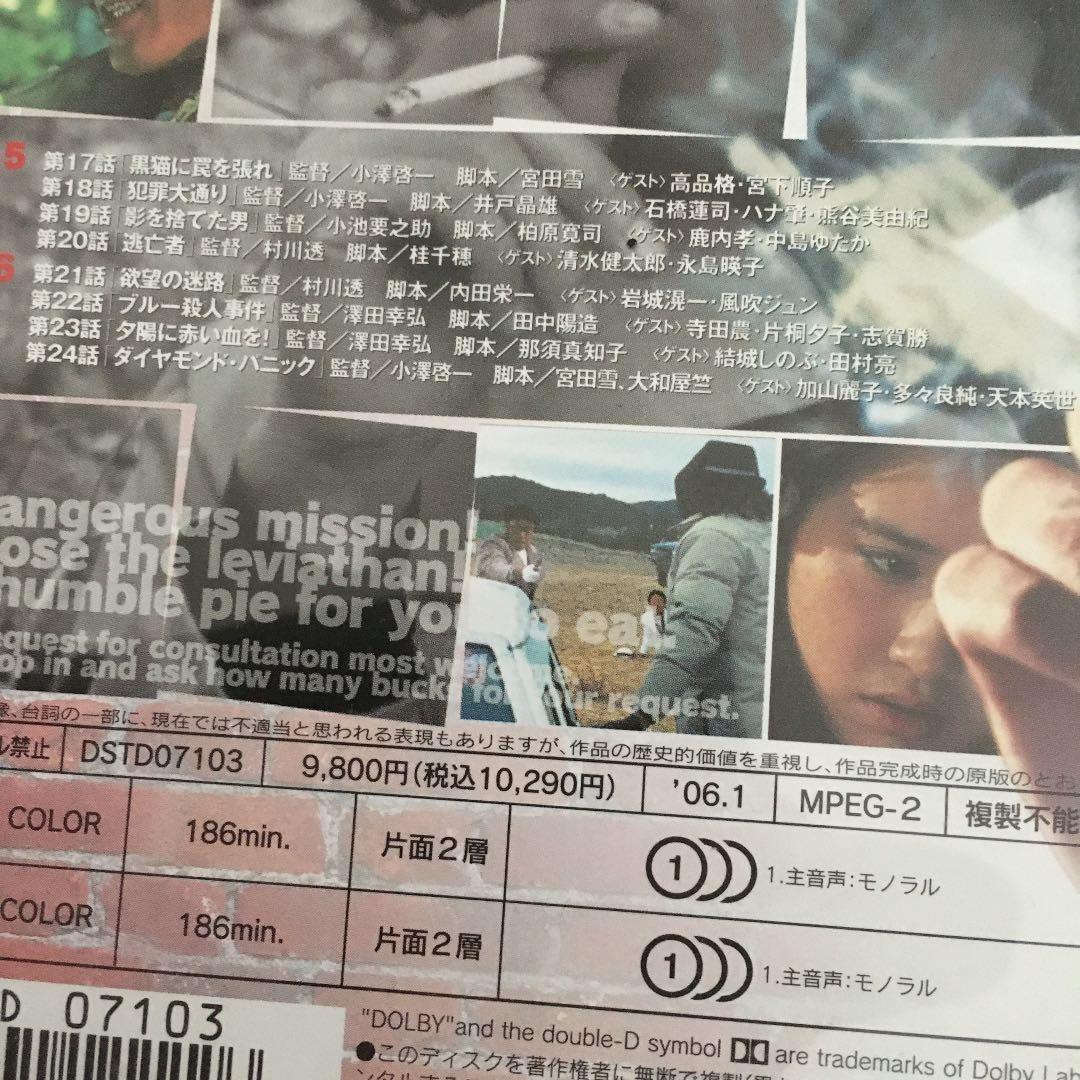 5 第17話「黒猫に罠を張れ」監督／小澤啓一 脚本／宮田雪 〈ゲスト〉高品格・宮下順子
第18話「犯罪大通り」監督／小澤啓一 脚本／井戸晶雄 〈ゲスト〉石橋蓮司・ハナ肇・熊谷美由紀
第19話「影を捨てた男」監督／小池要之助 脚本／柏原寛司 〈ゲスト〉鹿内孝・中島ゆたか
第20話「逃亡者」監督／村川透 脚本／桂千穂 〈ゲスト〉清水健太郎・永島暎子
6 第21話「欲望の迷路」監督／村川透 脚本／内田栄一 〈ゲスト〉岩城滉一・風吹ジュン
第22話「ブルー殺人事件」監督／澤田幸弘 脚本／田中陽造 〈ゲスト〉寺田農・片桐夕子・志賀勝
第23話「夕陽に赤い血を!」監督／澤田幸弘 脚本／那須真知子 〈ゲスト〉結城しのぶ・田村亮
第24話「ダイヤモンド・パニック」監督／小澤啓一 脚本／宮田雪、大和屋竺 〈ゲスト〉加山麗子・多々良純・天本英世
angerous mission,
ose the leviathan!
humble pie for you to eat.
equest for consultation most welcome,
op in and ask how many bucks for your request.
像、台詞の一部に、現在では不適当と思われる表現もありますが、作品の歴史的価値を重視し、作品完成時の原版のとお
ル禁止 DSTD07103 9,800円(税込10,290円) '06.1 MPEG-2 複製不能
COLOR 186min. 片面2層 1 1.主音声:モノラル
COLOR 186min. 片面2層 1 1.主音声:モノラル
D 07103
"DOLBY"and the double-D symbol are trademarks of Dolby Lab
●このディスクを著作権者に無断で複製